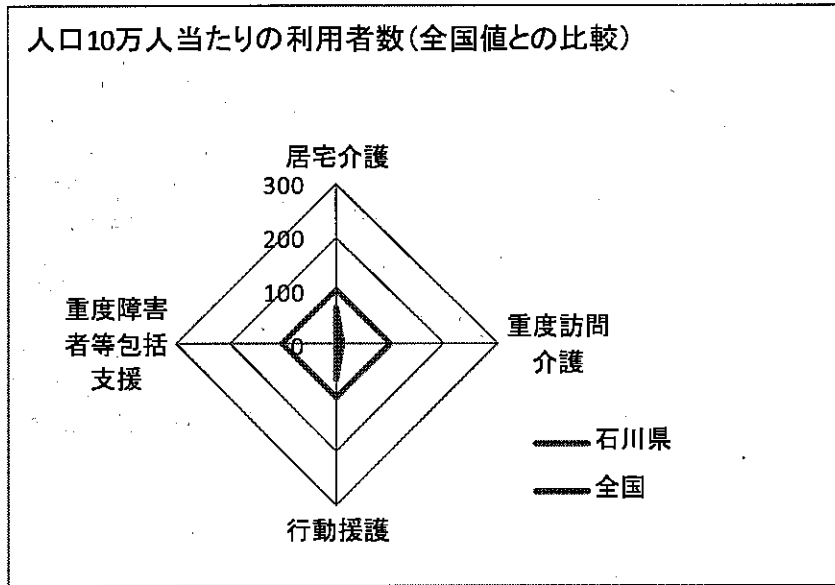 人口10万人当たりの利用者数(全国値との比較)
居宅介護
300
200
100
0
重度障害
者等包括
支援
重度訪問
介護
行動援護
石川県
全国